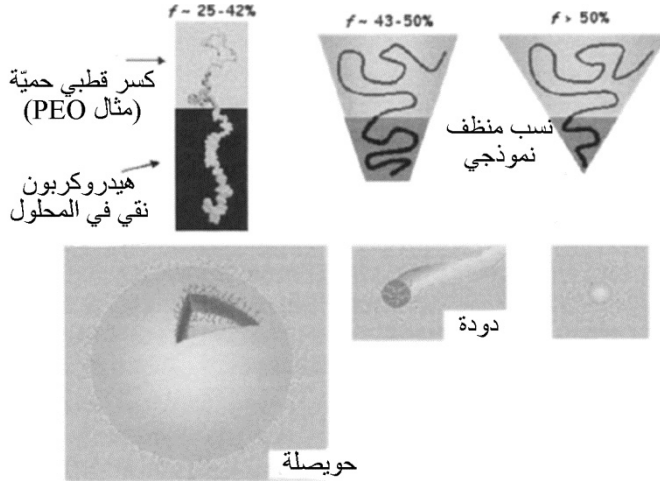 f ~ 25-42%
f ~ 43-50%
f > 50%
كسر قطبي حميّة
(مثال PEO)
نسب منظف
نموذجي
هيدروكربون
نقي في المحلول
دودة
حويصلة